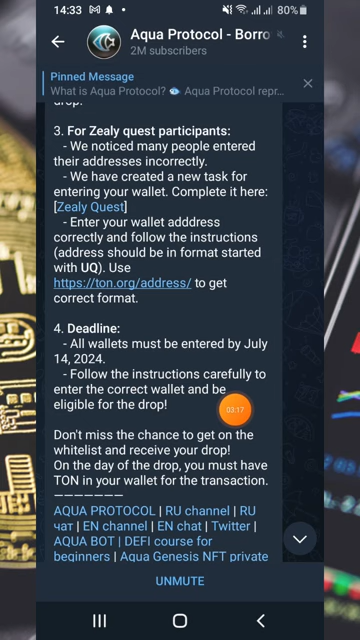 14:33
80%
Aqua Protocol - Borro
2M subscribers
Pinned Message
What is Aqua Protocol? 🐟 Aqua Protocol repr...
drop!
3. For Zealy quest participants:
- We noticed many people entered
their addresses incorrectly.
- We have created a new task for
entering your wallet. Complete it here:
[Zealy Quest]
- Enter your wallet adddress
correctly and follow the instructions
(address should be in format started
with UQ). Use
https://ton.org/address/ to get
correct format.
4. Deadline:
- All wallets must be entered by July
14, 2024.
- Follow the instructions carefully to
enter the correct wallet and be
eligible for the drop!
03:17
Don't miss the chance to get on the
whitelist and receive your drop!
On the day of the drop, you must have
TON in your wallet for the transaction.
———————
AQUA PROTOCOL | RU channel | RU
чат | EN channel | EN chat | Twitter |
AQUA BOT | DEFI course for
beginners | Aqua Genesis NFT private
UNMUTE